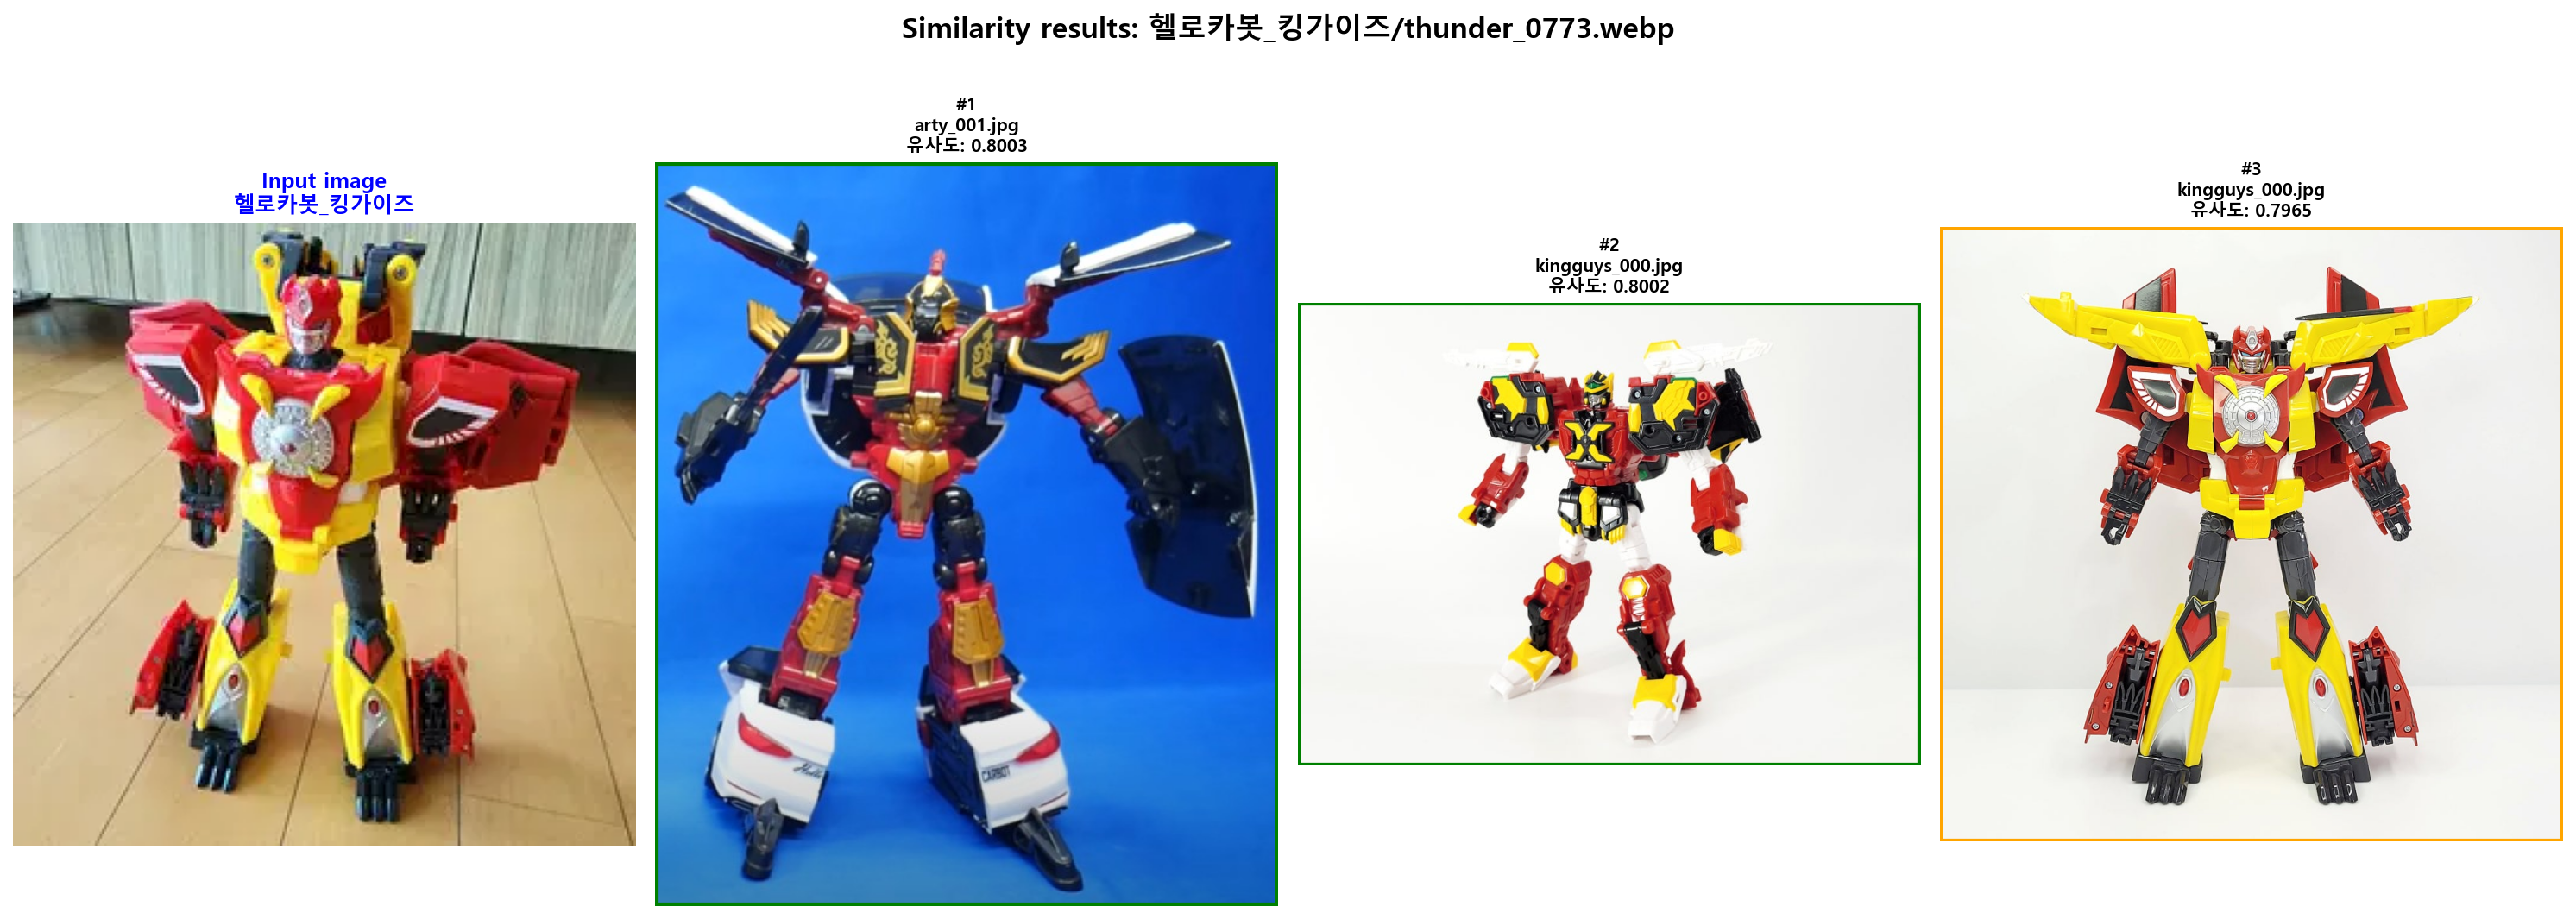 Similarity results: 헬로카봇_킹가이즈/thunder_0773.webp
Input image
헬로카봇_킹가이즈
#1
arty_001.jpg
유사도: 0.8003
#2
kingguys_000.jpg
유사도: 0.8002
#3
kingguys_000.jpg
유사도: 0.7965
CARBOT